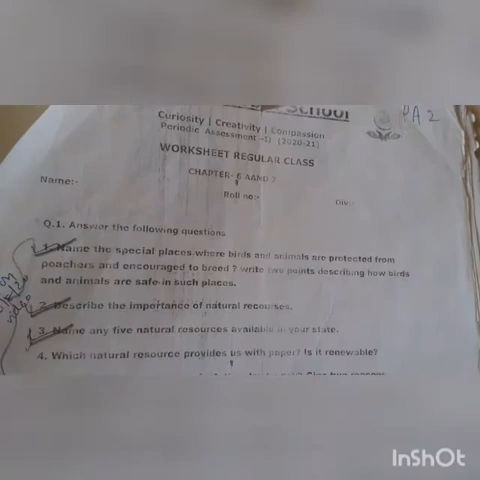 School
PA 2
Curiosity | Creativity | Compassion
Periodic Assessment -II (2020-21)
WORKSHEET REGULAR CLASS
CHAPTER- 6 AAND 7
Name:-
Roll no:-
Div:-
Q.1. Answer the following questions
1. Name the special places where birds and animals are protected from
poachers and encouraged to breed ? write two points describing how birds
and animals are safe in such places.
2. Describe the importance of natural recourses.
3. Name any five natural resources available in your state.
4. Which natural resource provides us with paper? Is it renewable?
InShOt